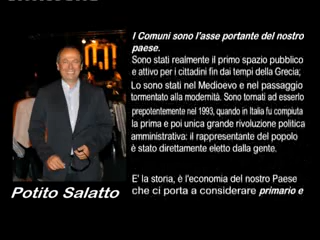 I Comuni sono l'asse portante del nostro
paese.
Sono stati realmente il primo spazio pubblico
e attivo per i cittadini fin dai tempi della Grecia;
Lo sono stati nel Medioevo e nel passaggio
tormentato alla modernità. Sono tornati ad esserlo
prepotentemente nel 1993, quando in Italia fu compiuta
la prima e poi unica grande rivoluzione politica
amministrativa: il rappresentante del popolo
è stato direttamente eletto dalla gente.
E' la storia, è l'economia del nostro Paese
che ci porta a considerare primario e
Potito Salatto